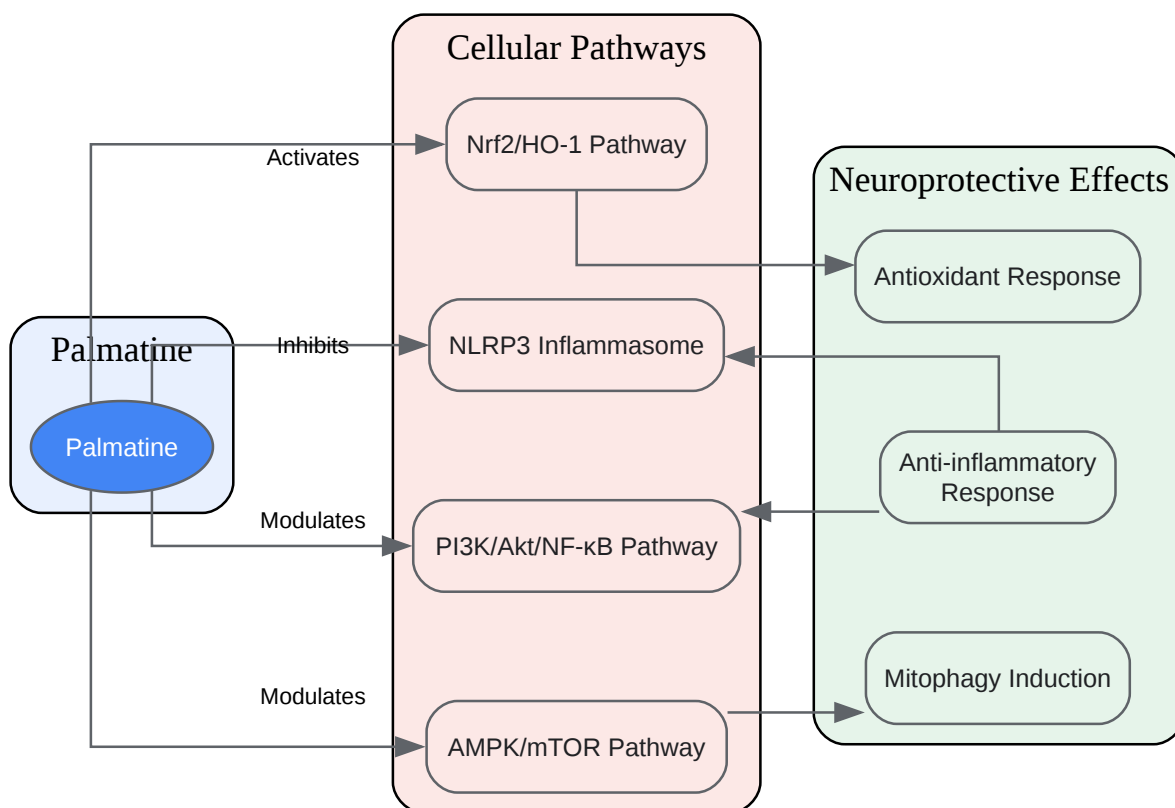 Cellular Pathways
Nrf2/HO-1 Pathway
Activates
Neuroprotective Effects
Antioxidant Response
Palmatine
Inhibits
NLRP3 Inflammasome
Palmatine
Anti-inflammatory
Response
Modulates
PI3K/Akt/NF-κB Pathway
Mitophagy Induction
Modulates
AMPK/mTOR Pathway